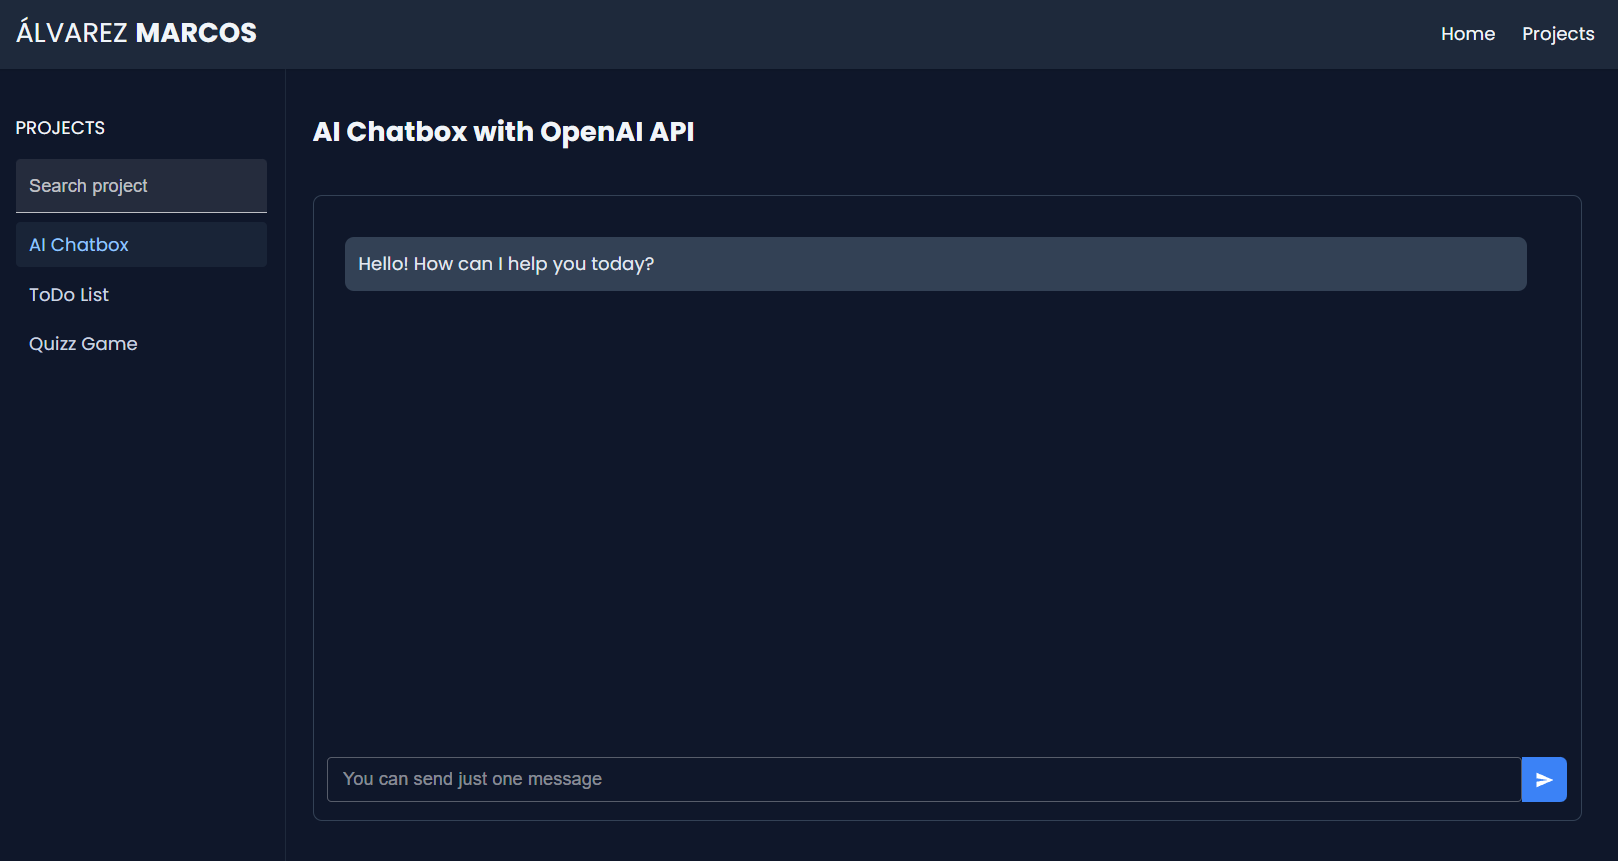 ÁLVAREZ MARCOS
Home Projects
PROJECTS
Search project
AI Chatbox
ToDo List
Quizz Game
AI Chatbox with OpenAI API
Hello! How can I help you today?
You can send just one message